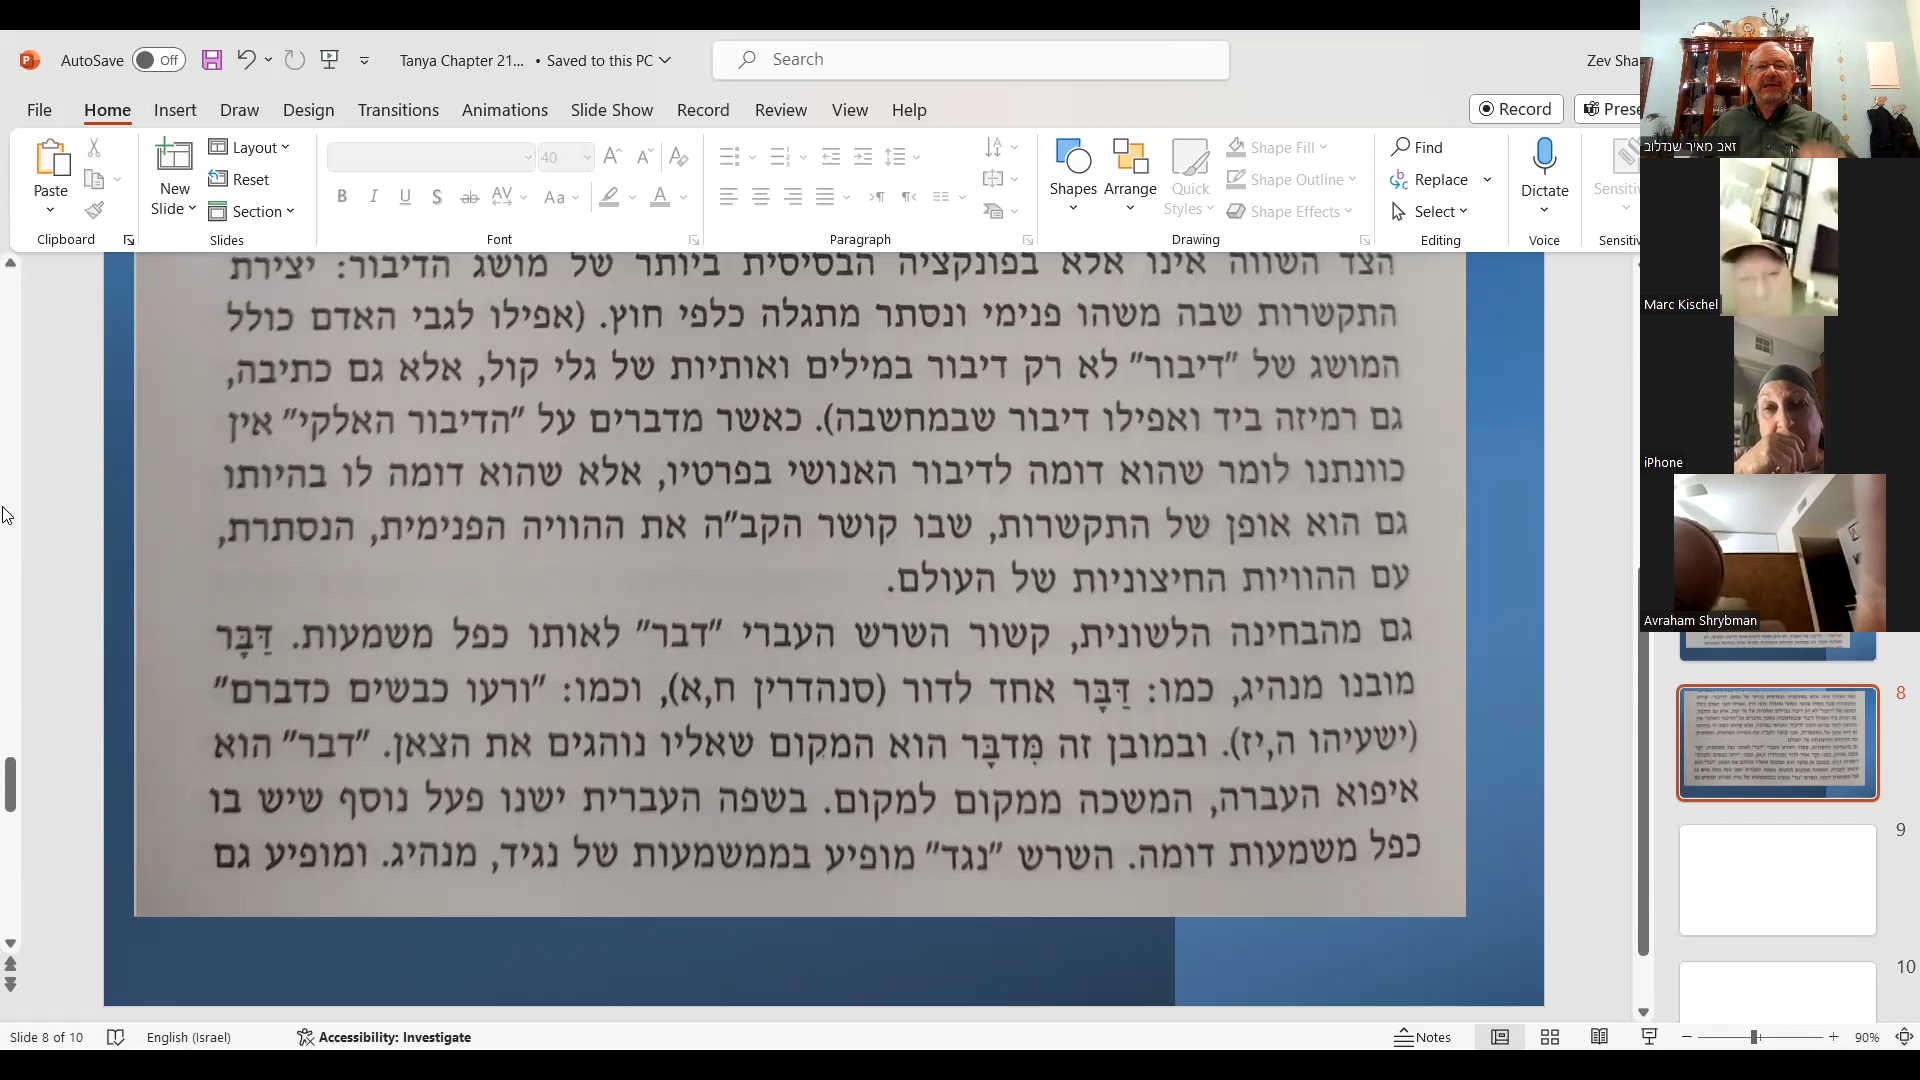 AutoSave Off Tanya Chapter 21... • Saved to this PC Search Zev Sha
File Home Insert Draw Design Transitions Animations Slide Show Record Review View Help Record Prese
Paste New Slide Layout Reset Section 40 Shape Fill Shape Outline Shape Effects Shapes Arrange Quick Styles Find Replace Select Dictate Sensiti
Clipboard Slides Font Paragraph Drawing Editing Voice Sensiti
הצד השווה אינו אלא בפונקציה הבסיסית ביותר של מושג הדיבור: יצירת
התקשרות שבה משהו פנימי ונסתר מתגלה כלפי חוץ. (אפילו לגבי האדם כולל
המושג של "דיבור" לא רק דיבור במילים ואותיות של גלי קול, אלא גם כתיבה,
גם רמיזה ביד ואפילו דיבור שבמחשבה). כאשר מדברים על "הדיבור האלקי" אין
כוונתנו לומר שהוא דומה לדיבור האנושי בפרטיו, אלא שהוא דומה לו בהיותו
גם הוא אופן של התקשרות, שבו קושר הקב"ה את ההוויה הפנימית, הנסתרת,
עם ההוויות החיצוניות של העולם.
גם מהבחינה הלשונית, קשור השרש העברי "דבר" לאותו כפל משמעות. דַּבָּר
מובנו מנהיג, כמו: דַּבָּר אחד לדור (סנהדרין ח,א), וכמו: "ורעו כבשים כדברם"
(ישעיהו ה,יז). ובמובן זה מִּדבָּר הוא המקום שאליו נוהגים את הצאן. "דבר" הוא
איפוא העברה, המשכה ממקום למקום. בשפה העברית ישנו פעל נוסף שיש בו
כפל משמעות דומה. השרש "נגד" מופיע בממשמעות של נגיד, מנהיג. ומופיע גם
זאב מאיר שנדלוב
Marc Kischel
iPhone
Avraham Shrybman
8
9
10
Slide 8 of 10 English (Israel) Accessibility: Investigate Notes 90%